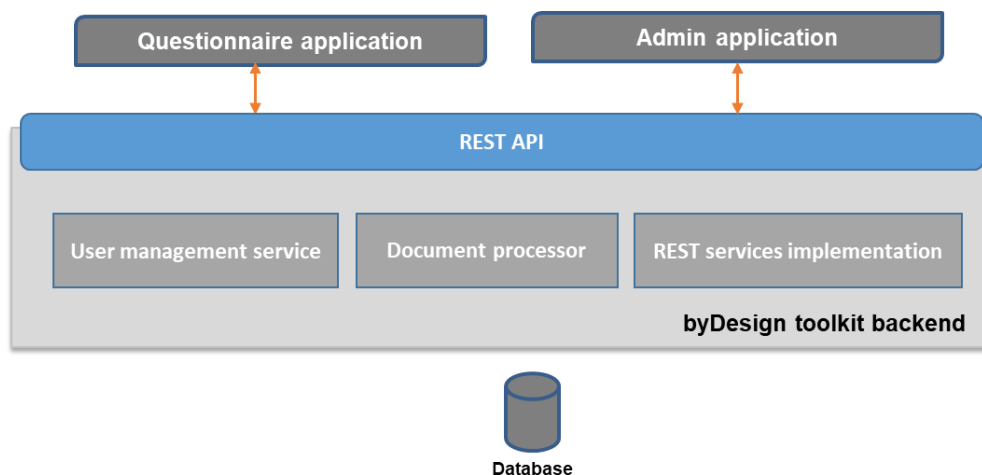 Questionnaire application
Admin application
REST API
User management service
Document processor
REST services implementation
byDesign toolkit backend
Database